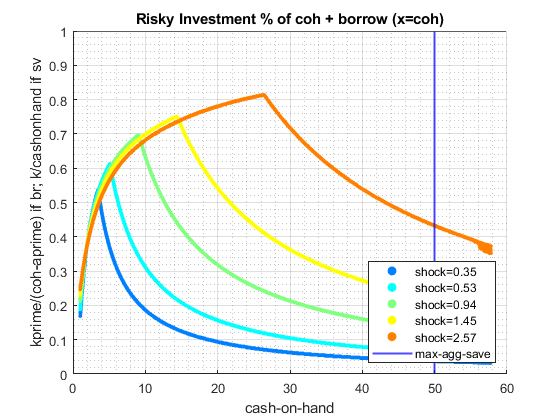 Risky Investment % of coh + borrow (x=coh)
kprime/(coh-aprime) if br; k/cashonhand if sv
1
0.9
0.8
0.7
0.6
0.5
0.4
0.3
0.2
0.1
0
0 10 20 30 40 50 60
cash-on-hand
shock=0.35
shock=0.53
shock=0.94
shock=1.45
shock=2.57
max-agg-save